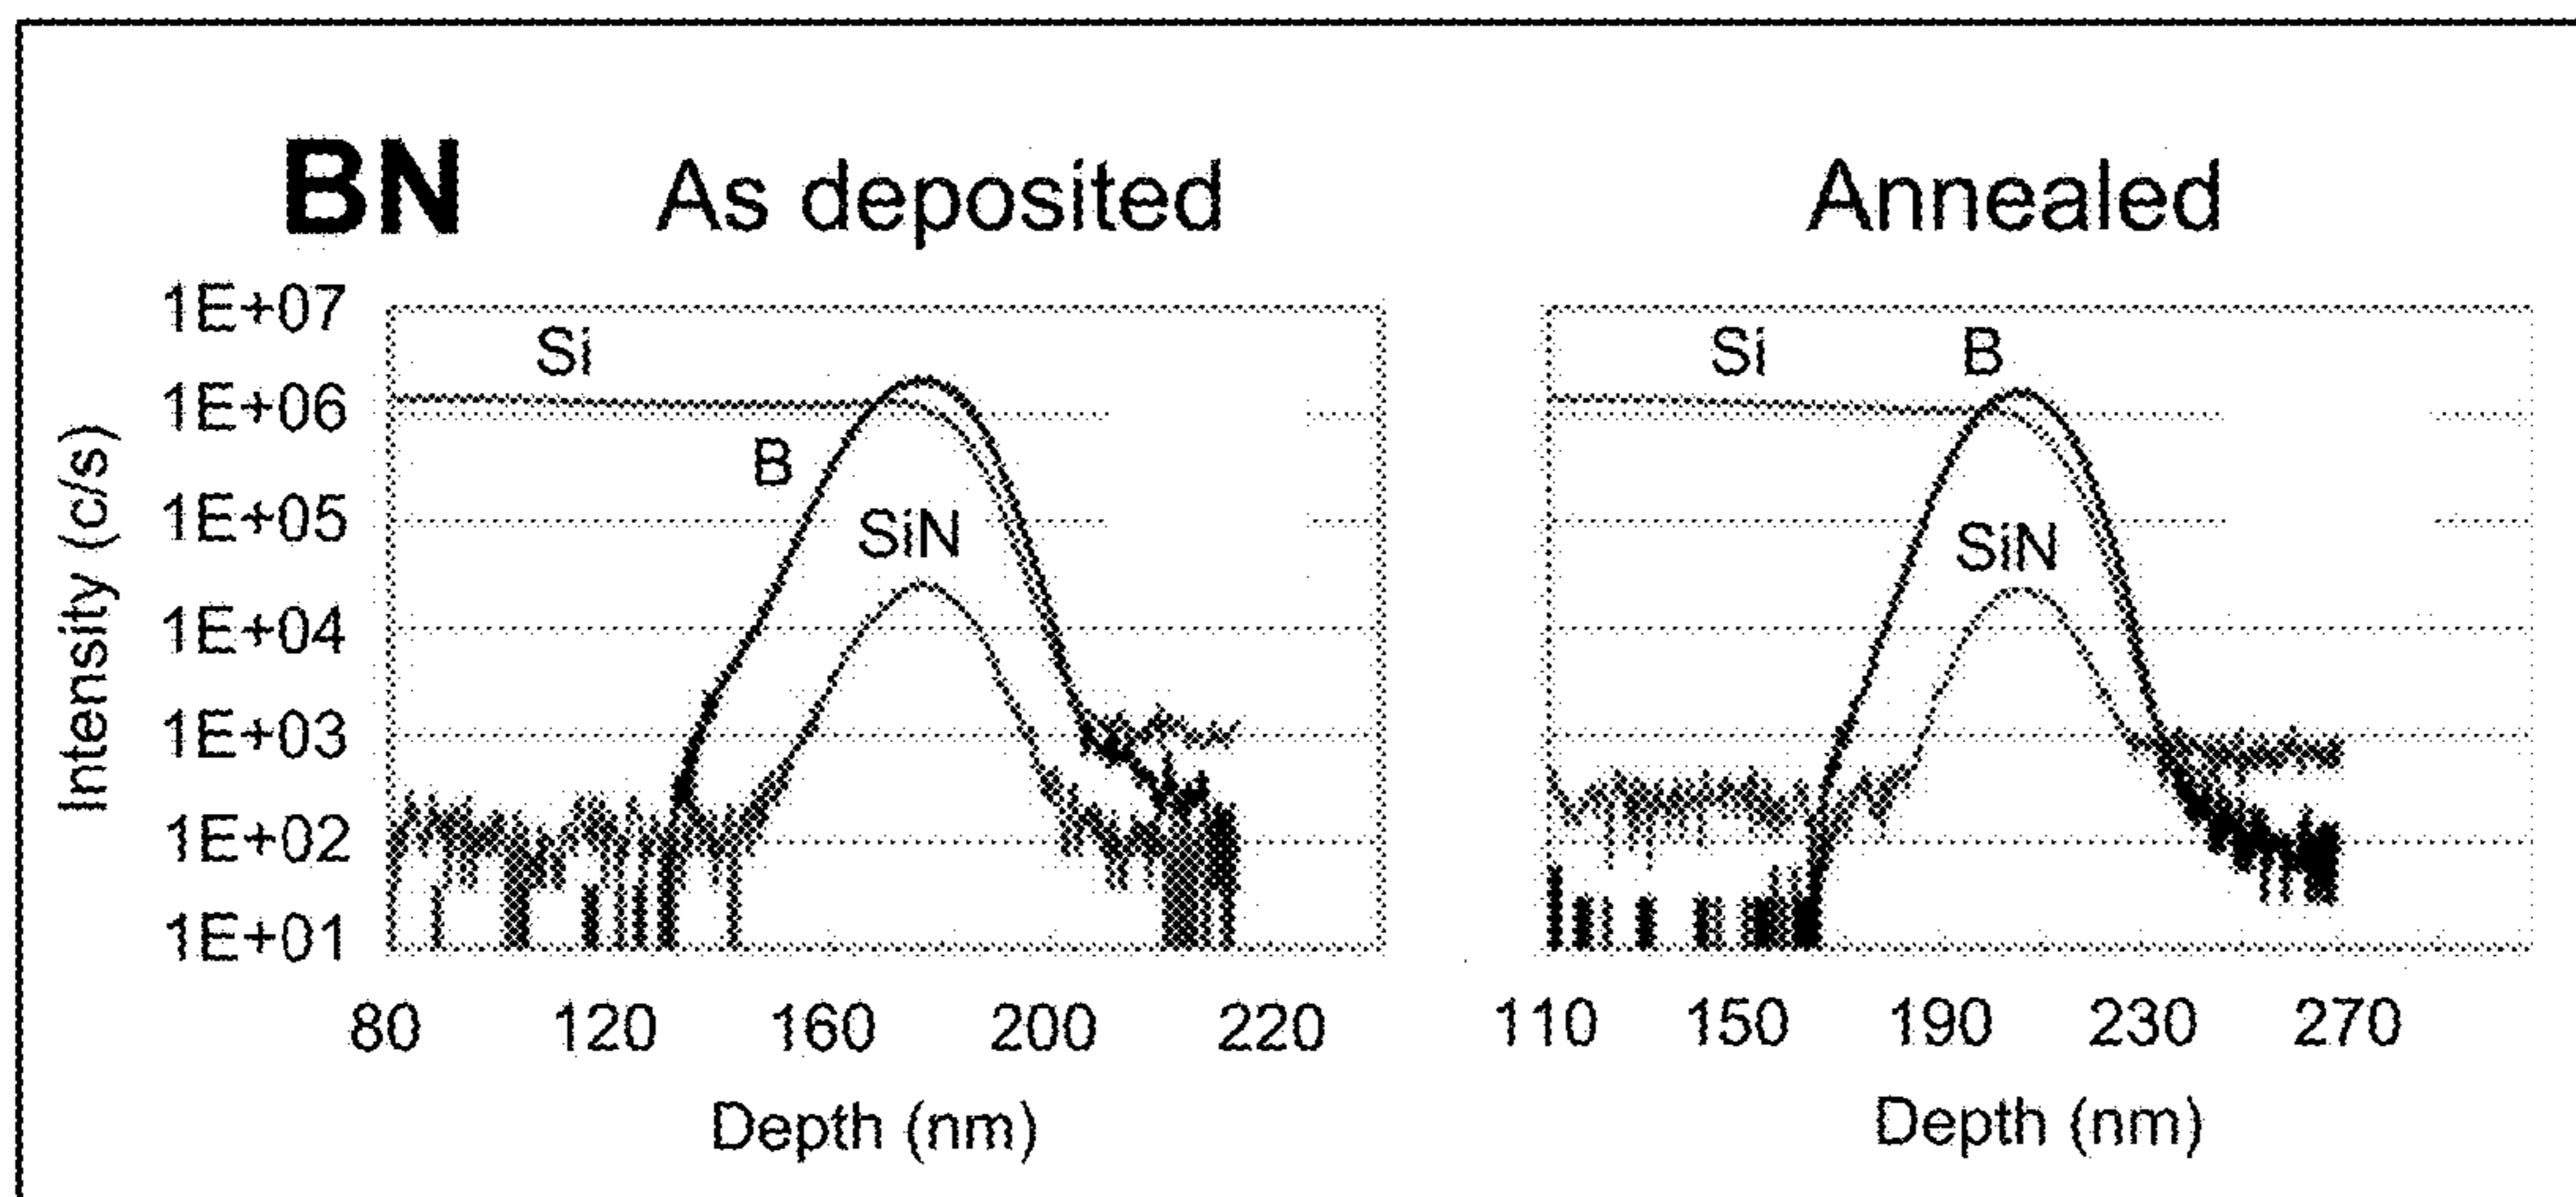 BN As deposited Annealed
1E+07
Si Si B
1E+06
B
1E+05
SiN SiN
1E+04
1E+03
1E+02
1E+01
Intensity (c/s)
80 120 160 200 220 110 150 190 230 270
Depth (nm) Depth (nm)